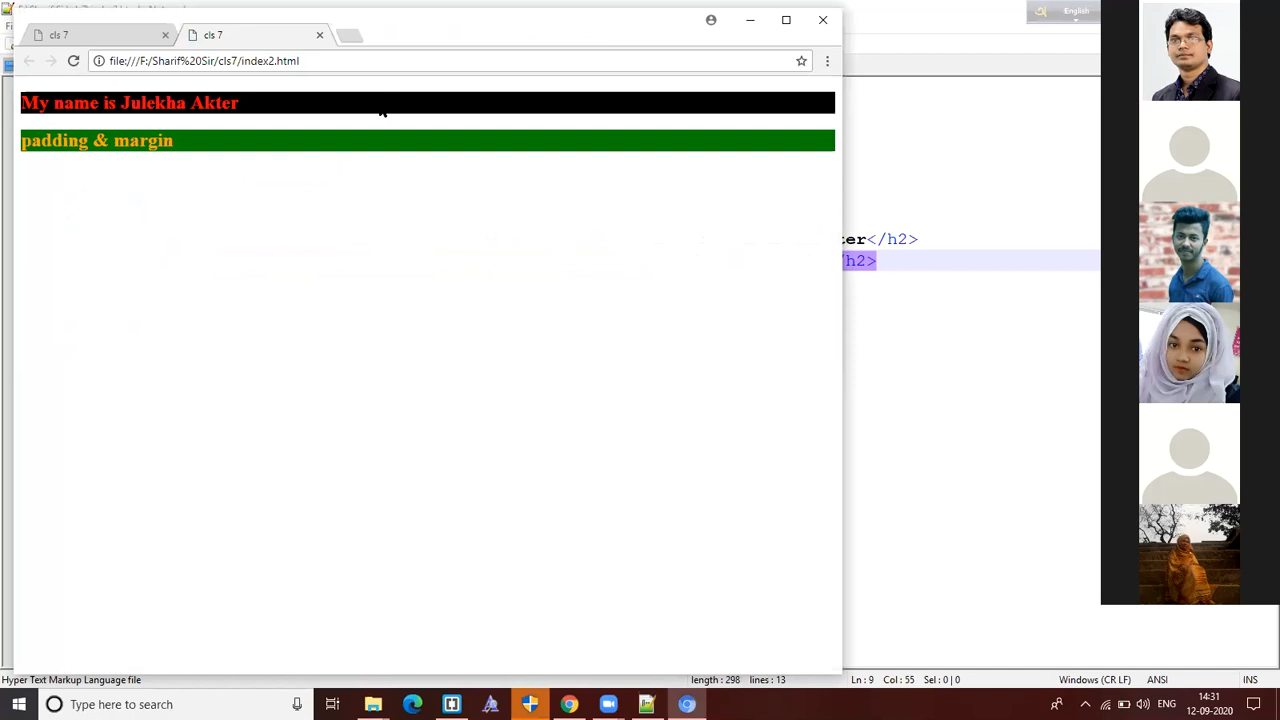 English
cls 7
cls 7
file:///F:/Sharif%20Sir/cls7/index2.html
My name is Julekha Akter
padding & margin
ter</h2>
/h2>
Hyper Text Markup Language file
length : 298 lines : 13
Ln : 9 Col : 55 Sel : 0 | 0
Windows (CR LF)
ANSI
INS
Type here to search
ENG
14:31
12-09-2020